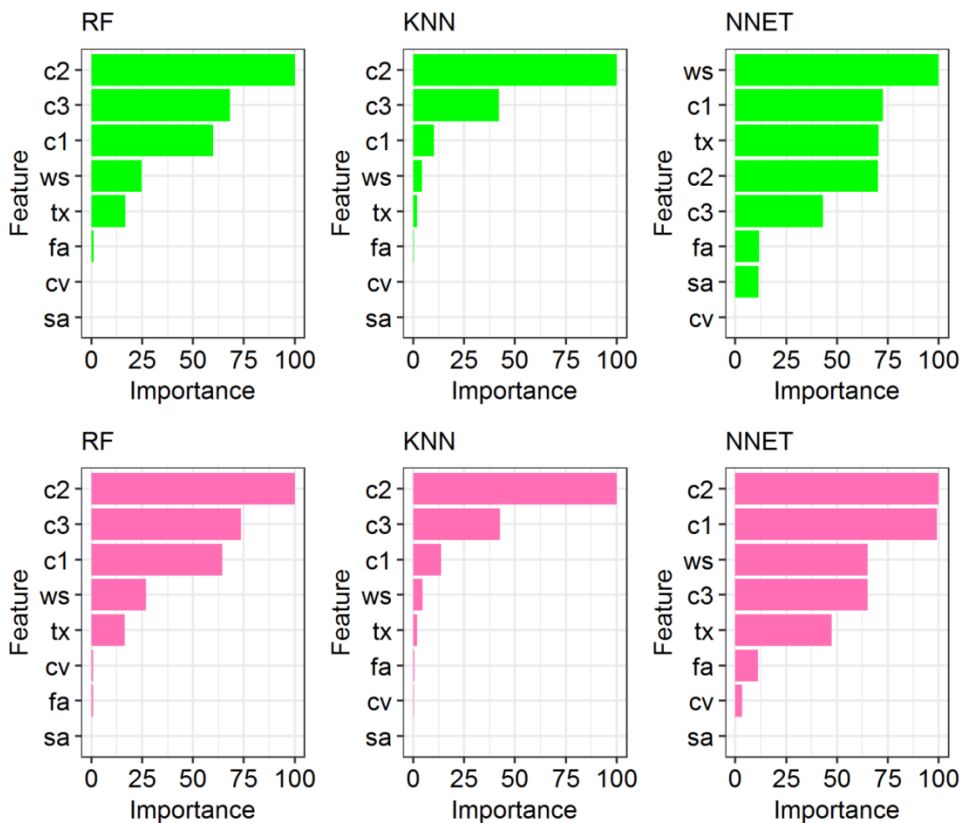 RF
KNN
NNET
c2
c3
c1
ws
tx
fa
cv
sa
Feature
0 25 50 75 100
Importance
c2
c3
c1
ws
tx
fa
cv
sa
Feature
0 25 50 75 100
Importance
ws
c1
tx
c2
c3
fa
sa
cv
Feature
0 25 50 75 100
Importance
RF
KNN
NNET
c2
c3
c1
ws
tx
cv
fa
sa
Feature
0 25 50 75 100
Importance
c2
c3
c1
ws
tx
fa
cv
sa
Feature
0 25 50 75 100
Importance
c2
c1
ws
c3
tx
fa
cv
sa
Feature
0 25 50 75 100
Importance